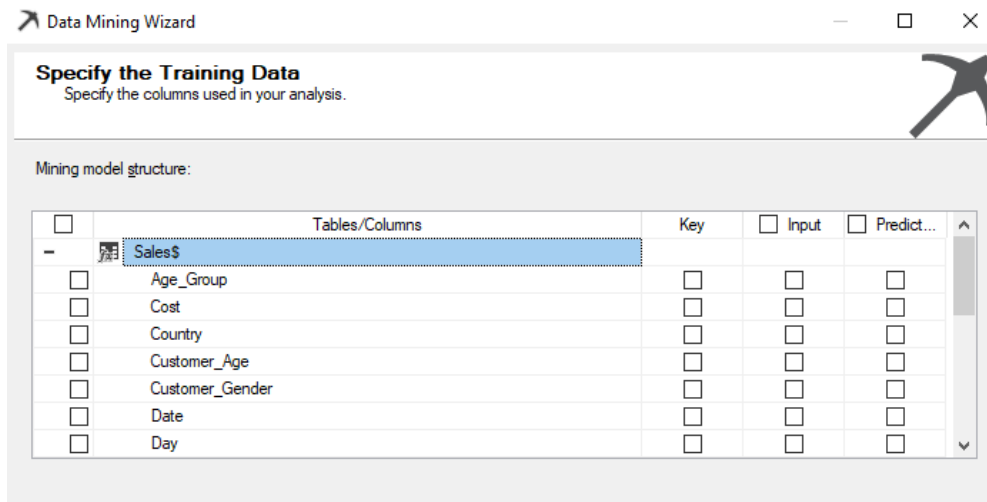 Data Mining Wizard
Specify the Training Data
Specify the columns used in your analysis.
Mining model structure:
Tables/Columns Key Input Predict...
Sales$
Age_Group
Cost
Country
Customer_Age
Customer_Gender
Date
Day